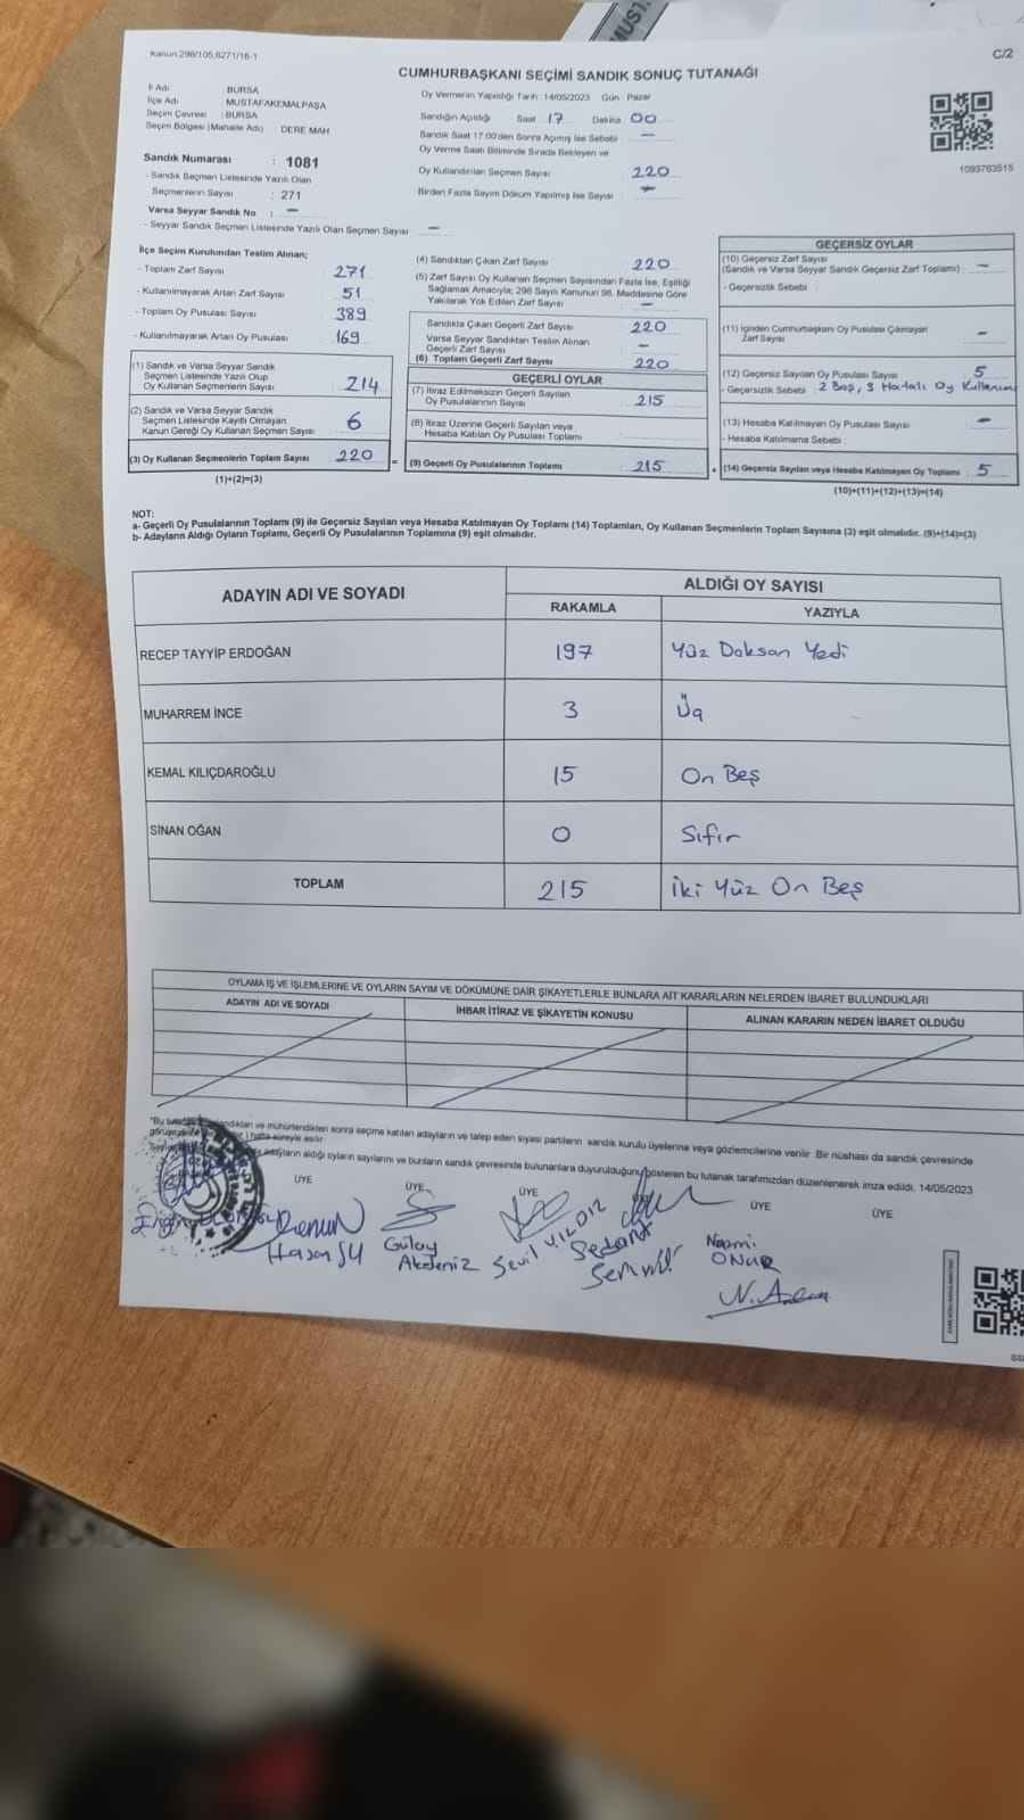 MUST
Kanun 298/105,6271/16-1
C/2
CUMHURBAŞKANI SEÇİMİ SANDIK SONUÇ TUTANAĞI
İl Adı : BURSA
İlçe Adı : MUSTAFAKEMALPAŞA
Seçim Çevresi : BURSA
Seçim Bölgesi (Mahalle Adı) : DERE MAH
Sandık Numarası : 1081
- Sandık Seçmen Listesinde Yazılı Olan
Seçmenlerin Sayısı : 271
Varsa Seyyar Sandık No : —
- Seyyar Sandık Seçmen Listesinde Yazılı Olan Seçmen Sayısı —
Oy Vermenin Yapıldığı Tarih : 14/05/2023 Gün : Pazar
Sandığın Açıldığı Saat 17 Dakika 00
Sandık Saat 17:00'den Sonra Açılmış İse Sebebi —
Oy Verme Saati Bitiminde Sırada Bekleyen ve
Oy Kullandırılan Seçmen Sayısı 220
Birden Fazla Sayım Döküm Yapılmış İse Sayısı —
1093763515
İlçe Seçim Kurulundan Teslim Alınan;
- Toplam Zarf Sayısı 271
- Kullanılmayarak Artan Zarf Sayısı 51
- Toplam Oy Pusulası Sayısı 389
- Kullanılmayarak Artan Oy Pusulası 169
(1) Sandık ve Varsa Seyyar Sandık
Seçmen Listesinde Yazılı Olup
Oy Kullanan Seçmenlerin Sayısı 214
(2) Sandık ve Varsa Seyyar Sandık
Seçmen Listesinde Kayıtlı Olmayan
Kanun Gereği Oy Kullanan Seçmen Sayısı 6
(3) Oy Kullanan Seçmenlerin Toplam Sayısı 220 =
(1)+(2)=(3)
(4) Sandıktan Çıkan Zarf Sayısı 220
(5) Zarf Sayısı Oy Kullanan Seçmen Sayısından Fazla İse, Eşitliği
Sağlamak Amacıyla; 298 Sayılı Kanunun 98. Maddesine Göre
Yakılarak Yok Edilen Zarf Sayısı —
Sandıkta Çıkan Geçerli Zarf Sayısı 220
Varsa Seyyar Sandıktan Teslim Alınan
Geçerli Zarf Sayısı —
(6) Toplam Geçerli Zarf Sayısı 220
GEÇERLİ OYLAR
(7) İtiraz Edilmeksizin Geçerli Sayılan
Oy Pusulalarının Sayısı 215
(8) İtiraz Üzerine Geçerli Sayılan veya
Hesaba Katılan Oy Pusulası Toplamı
(9) Geçerli Oy Pusulalarının Toplamı 215 +
GEÇERSİZ OYLAR
(10) Geçersiz Zarf Sayısı
(Sandık ve Varsa Seyyar Sandık Geçersiz Zarf Toplamı) —
- Geçersizlik Sebebi :
(11) İçinden Cumhurbaşkanı Oy Pusulası Çıkmayan
Zarf Sayısı —
(12) Geçersiz Sayılan Oy Pusulası Sayısı 5
- Geçersizlik Sebebi 2 Boş, 3 Hatalı Oy Kullanımı
(13) Hesaba Katılmayan Oy Pusulası Sayısı —
- Hesaba Katılmama Sebebi :
(14) Geçersiz Sayılan veya Hesaba Katılmayan Oy Toplamı 5
(10)+(11)+(12)+(13)=(14)
NOT:
a- Geçerli Oy Pusulalarının Toplamı (9) ile Geçersiz Sayılan veya Hesaba Katılmayan Oy Toplamı (14) Toplamları, Oy Kullanan Seçmenlerin Toplam Sayısına (3) eşit olmalıdır. (9)+(14)=(3)
b- Adayların Aldığı Oyların Toplamı, Geçerli Oy Pusulalarının Toplamına (9) eşit olmalıdır.
ADAYIN ADI VE SOYADI
ALDIĞI OY SAYISI
RAKAMLA YAZIYLA
RECEP TAYYİP ERDOĞAN 197 Yüz Doksan Yedi
MUHARREM İNCE 3 Üç
KEMAL KILIÇDAROĞLU 15 On Beş
SİNAN OĞAN 0 Sıfır
TOPLAM 215 İki Yüz On Beş
OYLAMA İŞ VE İŞLEMLERİNE VE OYLARIN SAYIM VE DÖKÜMÜNE DAİR ŞİKAYETLERLE BUNLARA AİT KARARLARIN NELERDEN İBARET BULUNDUKLARI
ADAYIN ADI VE SOYADI İHBAR İTİRAZ VE ŞİKAYETİN KONUSU ALINAN KARARIN NEDEN İBARET OLDUĞU
sonra seçime katılan adayların ve talep eden siyasi partilerin sandık kurulu üyelerine veya gözlemcilerine verilir. Bir nüshası da sandık çevresinde
adayların aldığı oyların sayılarını ve bunların sandık çevresinde bulunanlara duyurulduğunu gösteren bu tutanak tarafımızdan düzenlenerek imza edildi. 14/05/2023
ÜYE ÜYE ÜYE ÜYE ÜYE
Hasan
Gülay
Akdeniz
Sevil YILDIZ
Sedanur
Naomi
ONUR